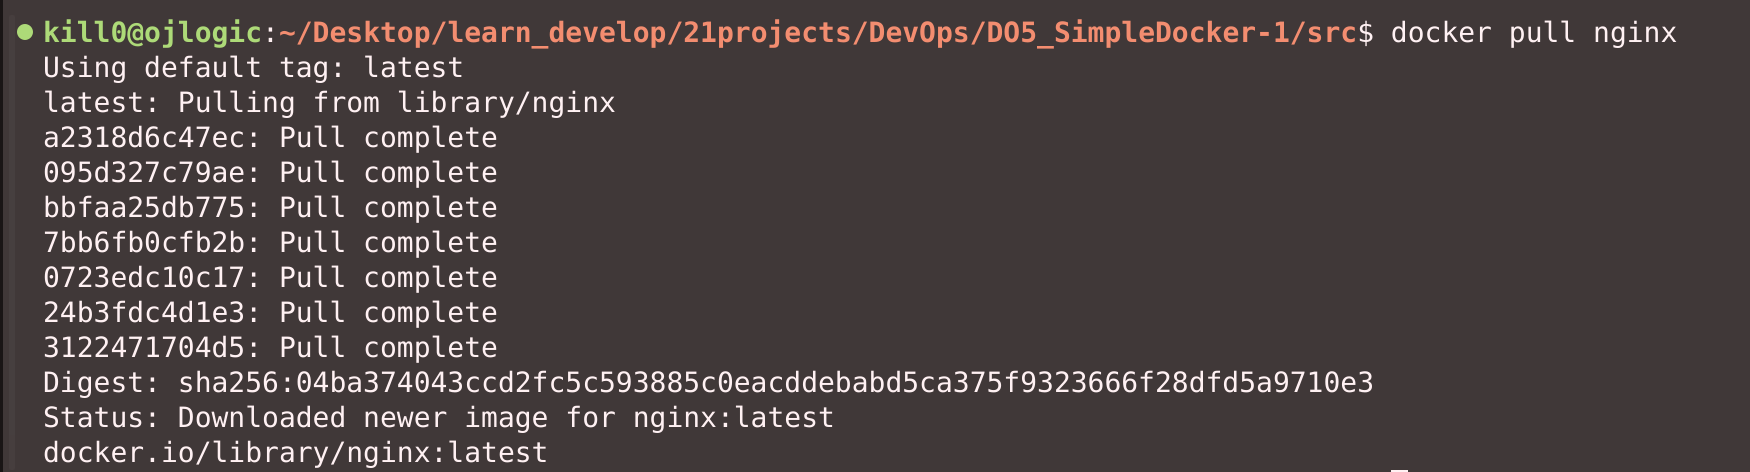 kill0@ojlogic:~/Desktop/learn_develop/21projects/DevOps/DO5_SimpleDocker-1/src$ docker pull nginx
Using default tag: latest
latest: Pulling from library/nginx
a2318d6c47ec: Pull complete
095d327c79ae: Pull complete
bbfaa25db775: Pull complete
7bb6fb0cfb2b: Pull complete
0723edc10c17: Pull complete
24b3fdc4d1e3: Pull complete
3122471704d5: Pull complete
Digest: sha256:04ba374043ccd2fc5c593885c0eacddebabd5ca375f9323666f28dfd5a9710e3
Status: Downloaded newer image for nginx:latest
docker.io/library/nginx:latest